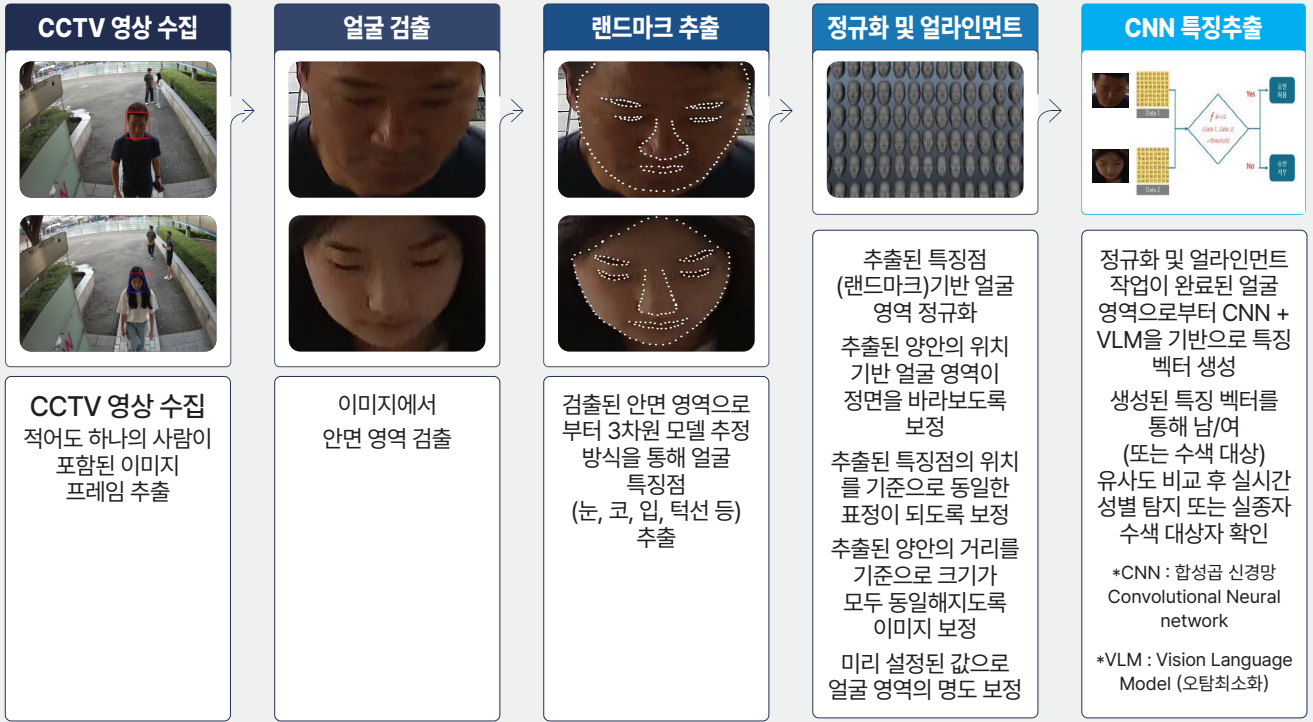 CCTV 영상 수집
얼굴 검출
랜드마크 추출
정규화 및 얼라인먼트
CNN 특징추출
Data 1
Data 2
Yes
No
(Data 1, Data 2)
>threshold
CCTV 영상 수집
적어도 하나의 사람이
포함된 이미지
프레임 추출
이미지에서
안면 영역 검출
검출된 안면 영역으로
부터 3차원 모델 추정
방식을 통해 얼굴
특징점
(눈, 코, 입, 턱선 등)
추출
추출된 특징점
(랜드마크)기반 얼굴
영역 정규화
추출된 양안의 위치
기반 얼굴 영역이
정면을 바라보도록
보정
추출된 특징점의 위치
를 기준으로 동일한
표정이 되도록 보정
추출된 양안의 거리를
기준으로 크기가
모두 동일해지도록
이미지 보정
미리 설정된 값으로
얼굴 영역의 명도 보정
정규화 및 얼라인먼트
작업이 완료된 얼굴
영역으로부터 CNN +
VLM을 기반으로 특징
벡터 생성
생성된 특징 벡터를
통해 남/여
(또는 수색 대상)
유사도 비교 후 실시간
성별 탐지 또는 실종자
수색 대상자 확인
*CNN : 합성곱 신경망
Convolutional Neural
network
*VLM : Vision Language
Model (오탐최소화)